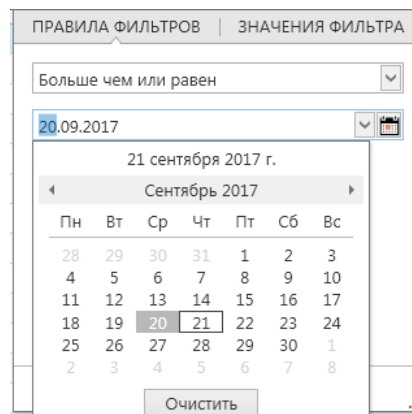 ПРАВИЛА ФИЛЬТРОВ | ЗНАЧЕНИЯ ФИЛЬТРА
Больше чем или равен
20.09.2017
21 сентября 2017 г.
Сентябрь 2017
Пн Вт Ср Чт Пт Сб Вс
28 29 30 31 1 2 3
4 5 6 7 8 9 10
11 12 13 14 15 16 17
18 19 20 21 22 23 24
25 26 27 28 29 30 1
2 3 4 5 6 7 8
Очистить